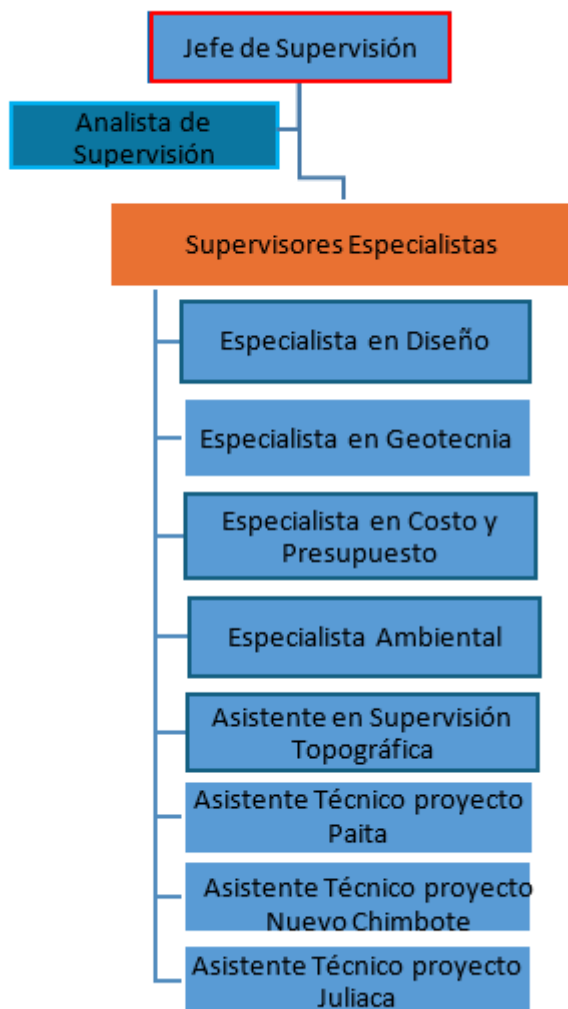 Jefe de Supervisión
Analista de
Supervisión
Supervisores Especialistas
Especialista en Diseño
Especialista en Geotecnia
Especialista en Costo y
Presupuesto
Especialista Ambiental
Asistente en Supervisión
Topográfica
Asistente Técnico proyecto
Paita
Asistente Técnico proyecto
Nuevo Chimbote
Asistente Técnico proyecto
Juliaca